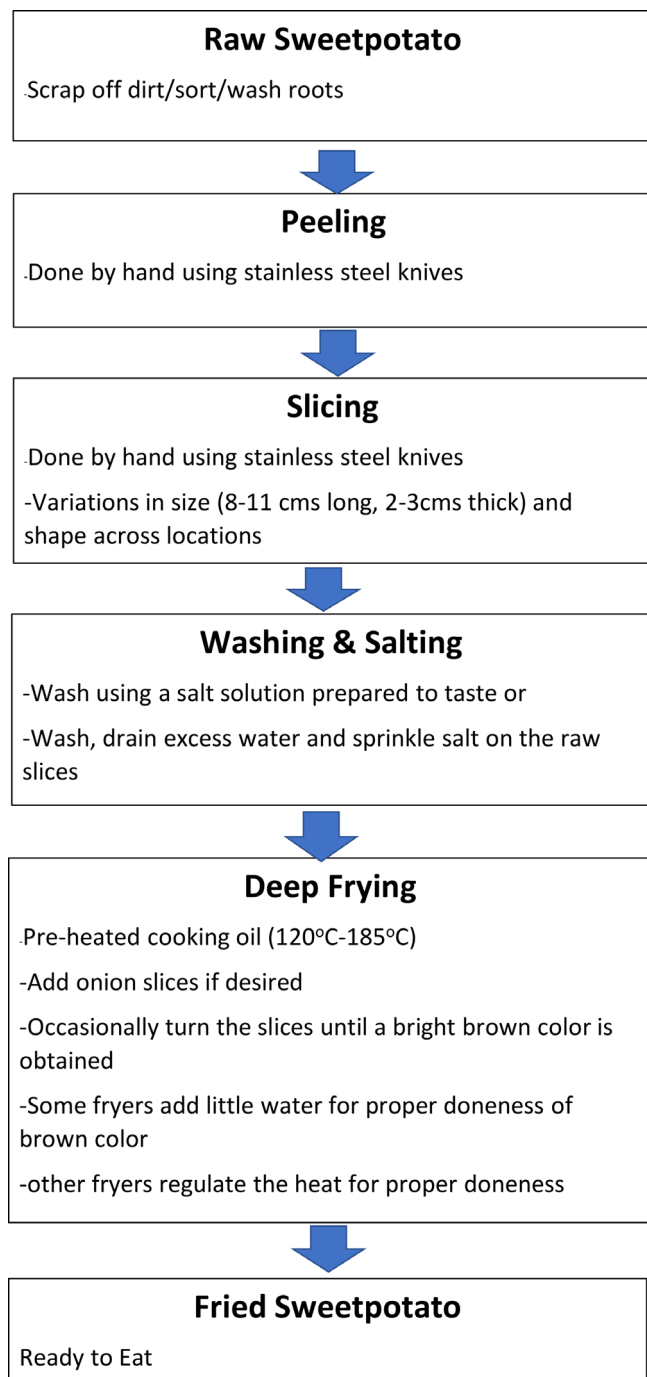 Raw Sweetpotato
-Scrap off dirt/sort/wash roots
Peeling
-Done by hand using stainless steel knives
Slicing
-Done by hand using stainless steel knives
-Variations in size (8-11 cms long, 2-3cms thick) and
shape across locations
Washing & Salting
-Wash using a salt solution prepared to taste or
-Wash, drain excess water and sprinkle salt on the raw
slices
Deep Frying
-Pre-heated cooking oil (120°C-185°C)
-Add onion slices if desired
-Occasionally turn the slices until a bright brown color is
obtained
-Some fryers add little water for proper doneness of
brown color
-other fryers regulate the heat for proper doneness
Fried Sweetpotato
Ready to Eat